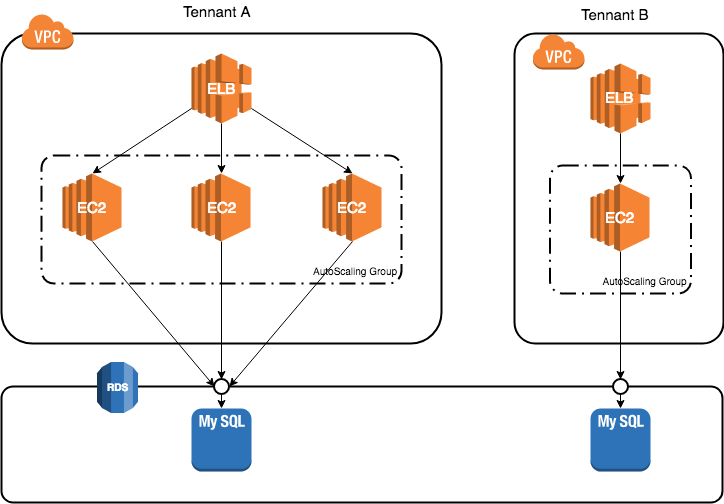 Tennant A
Tennant B
VPC
VPC
ELB
ELB
EC2
EC2
EC2
EC2
AutoScaling Group
AutoScaling Group
RDS
My SQL
My SQL